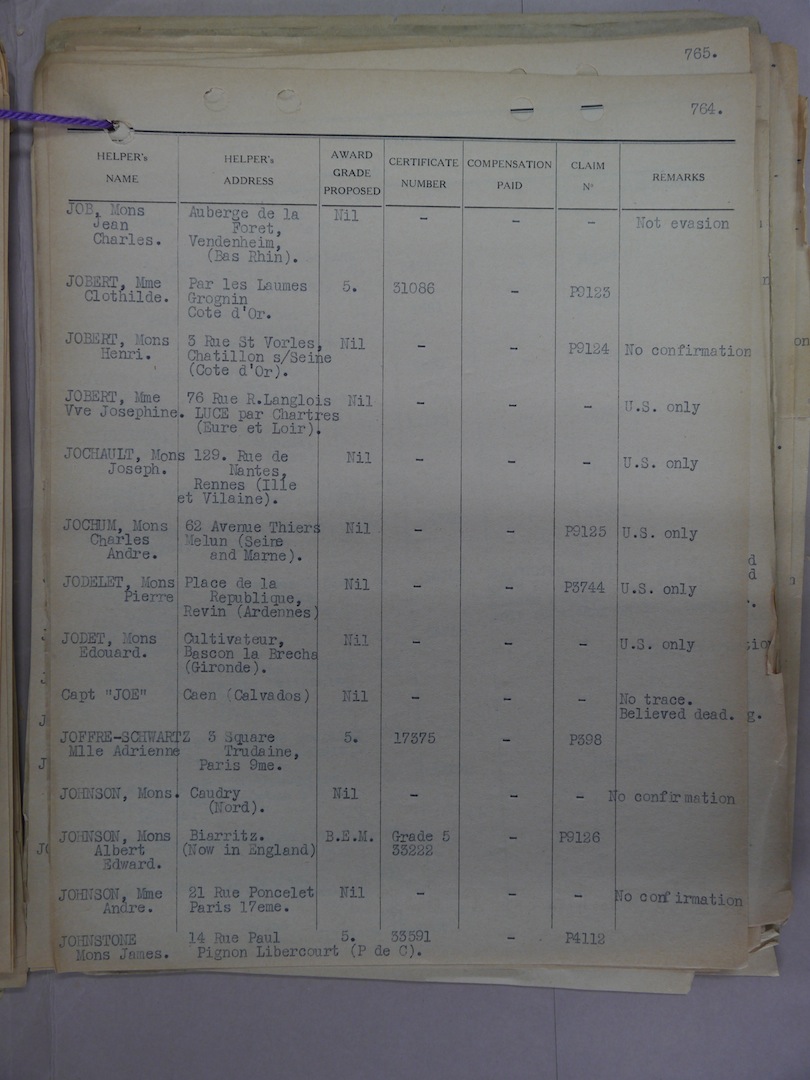 765.
764.
HELPER's NAME
HELPER's ADDRESS
AWARD GRADE PROPOSED
CERTIFICATE NUMBER
COMPENSATION PAID
CLAIM No
REMARKS
JOB, Mons Auberge de la Nil - - - Not evasion
Jean Foret,
Charles. Vendenheim,
(Bas Rhin).
JOBERT, Mme Par les Laumes 5. 31086 - P9123
Clothilde. Grognin
Cote d'Or.
JOBERT, Mons 3 Rue St Vorles, Nil - - P9124 No confirmation
Henri. Chatillon s/Seine
(Cote d'Or).
JOBERT, Mme 76 Rue R.Langlois Nil - - - U.S. only
Vve Josephine. LUCE par Chartres
(Eure et Loir).
JOCHAULT, Mons 129. Rue de Nil - - - U.S. only
Joseph. Nantes,
Rennes (Ille
et Vilaine).
JOCHUM, Mons 62 Avenue Thiers Nil - - P9125 U.S. only
Charles Melun (Seine
Andre. and Marne).
JODELET, Mons Place de la Nil - - P3744 U.S. only
Pierre Republique,
Revin (Ardennes)
JODET, Mons Cultivateur, Nil - - - U.S. only
Edouard. Bascon la Brecha
(Gironde).
Capt "JOE" Caen (Calvados) Nil - - - No trace.
Believed dead.
JOFFRE-SCHWARTZ 3 Square 5. 17375 - P398
Mlle Adrienne Trudaine,
Paris 9me.
JOHNSON, Mons. Caudry Nil - - - No confirmation
(Nord).
JOHNSON, Mons Biarritz. B.E.M. Grade 5 - P9126
Albert (Now in England) 33222
Edward.
JOHNSON, Mme 21 Rue Poncelet Nil - - - No confirmation
Andre. Paris 17eme.
JOHNSTONE 14 Rue Paul 5. 33391 - P4112
Mons James. Pignon Libercourt (P de C).